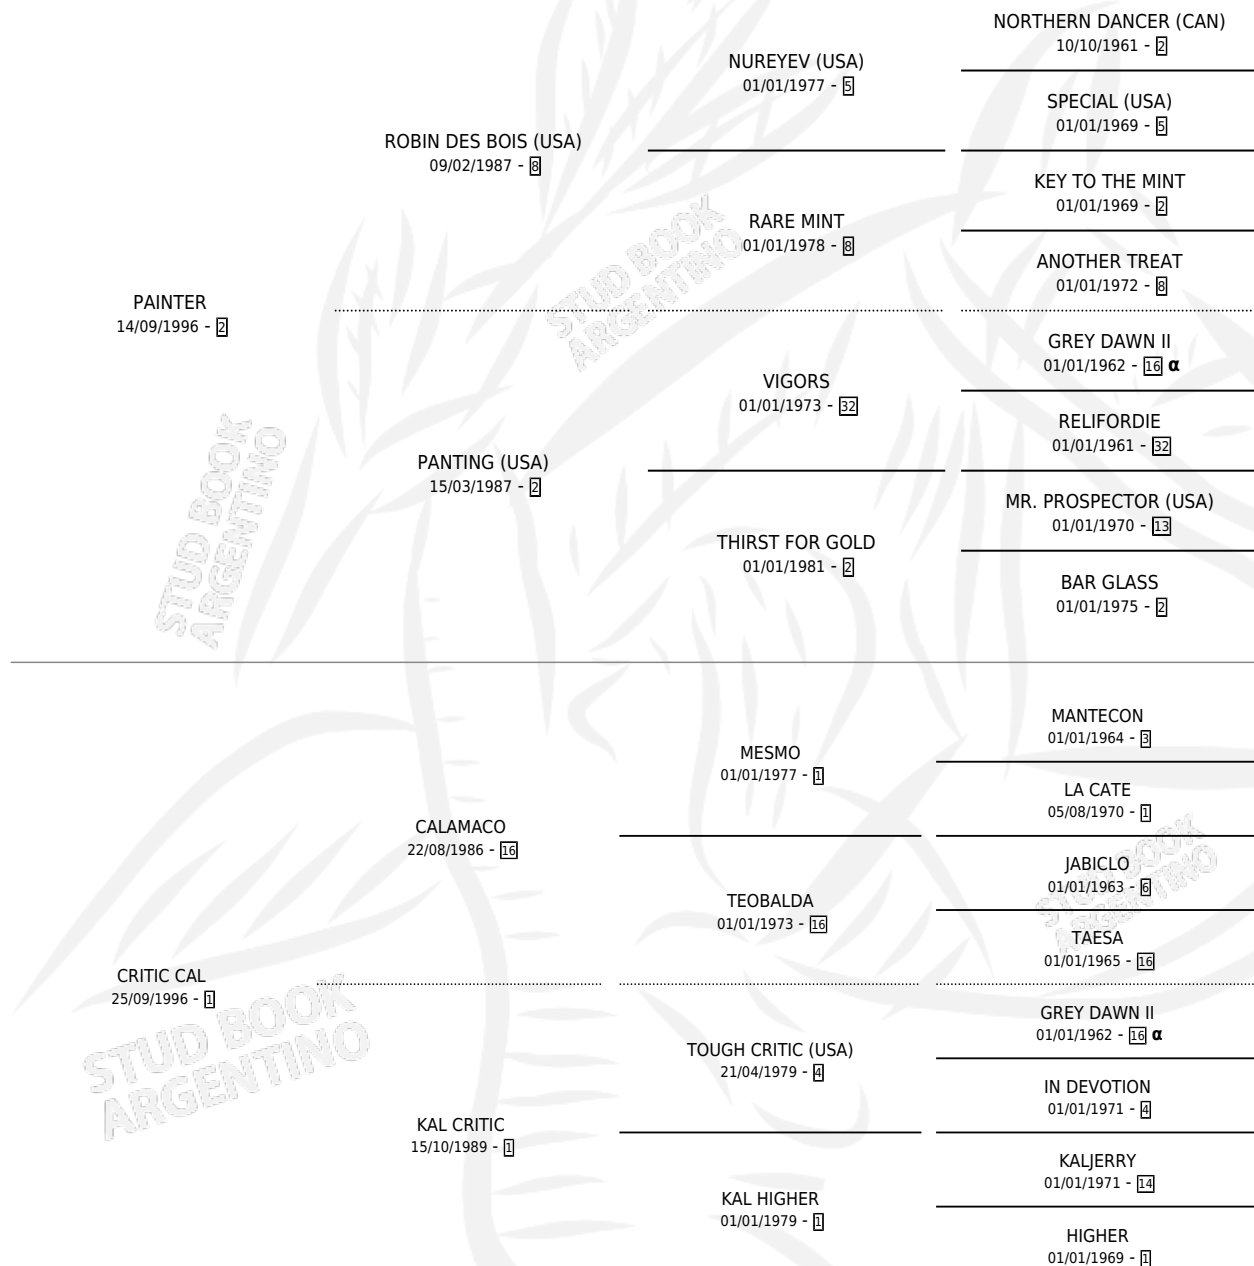 NORTHERN DANCER (CAN)
10/10/1961 - 2
NUREYEV (USA)
01/01/1977 - 5
SPECIAL (USA)
01/01/1969 - 5
ROBIN DES BOIS (USA)
09/02/1987 - 8
KEY TO THE MINT
01/01/1969 - 2
RARE MINT
01/01/1978 - 8
ANOTHER TREAT
01/01/1972 - 8
PAINTER
14/09/1996 - 2
GREY DAWN II
01/01/1962 - 16 α
VIGORS
01/01/1973 - 32
RELIFORDIE
01/01/1961 - 32
PANTING (USA)
15/03/1987 - 2
MR. PROSPECTOR (USA)
01/01/1970 - 13
THIRST FOR GOLD
01/01/1981 - 2
BAR GLASS
01/01/1975 - 2
MANTECON
01/01/1964 - 3
MESMO
01/01/1977 - 1
LA CATE
05/08/1970 - 1
CALAMACO
22/08/1986 - 16
JABICLO
01/01/1963 - 6
TEOBALDA
01/01/1973 - 16
TAESA
01/01/1965 - 16
CRITIC CAL
25/09/1996 - 1
GREY DAWN II
01/01/1962 - 16 α
TOUGH CRITIC (USA)
21/04/1979 - 4
IN DEVOTION
01/01/1971 - 4
KAL CRITIC
15/10/1989 - 1
KALJERRY
01/01/1971 - 14
KAL HIGHER
01/01/1979 - 1
HIGHER
01/01/1969 - 1
STUD BOOK
ARGENTINO
STUD BOOK
ARGENTINO
STUD BOOK
ARGENTINO
STUD BOOK
ARGENTINO